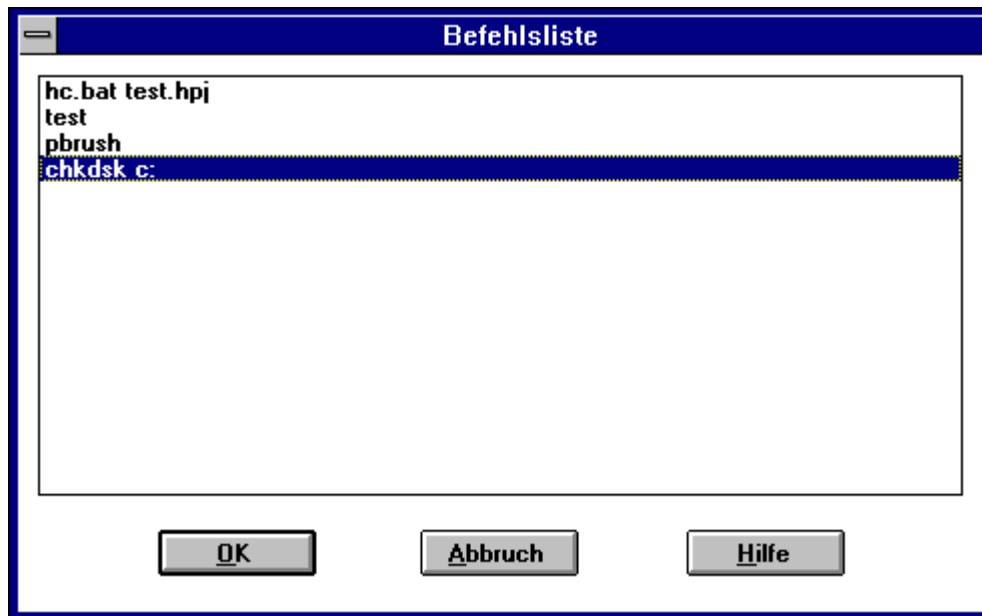 Befehlsliste
hc.bat test.hpj
test
pbrush
chkdsk c:
OK Abbruch Hilfe